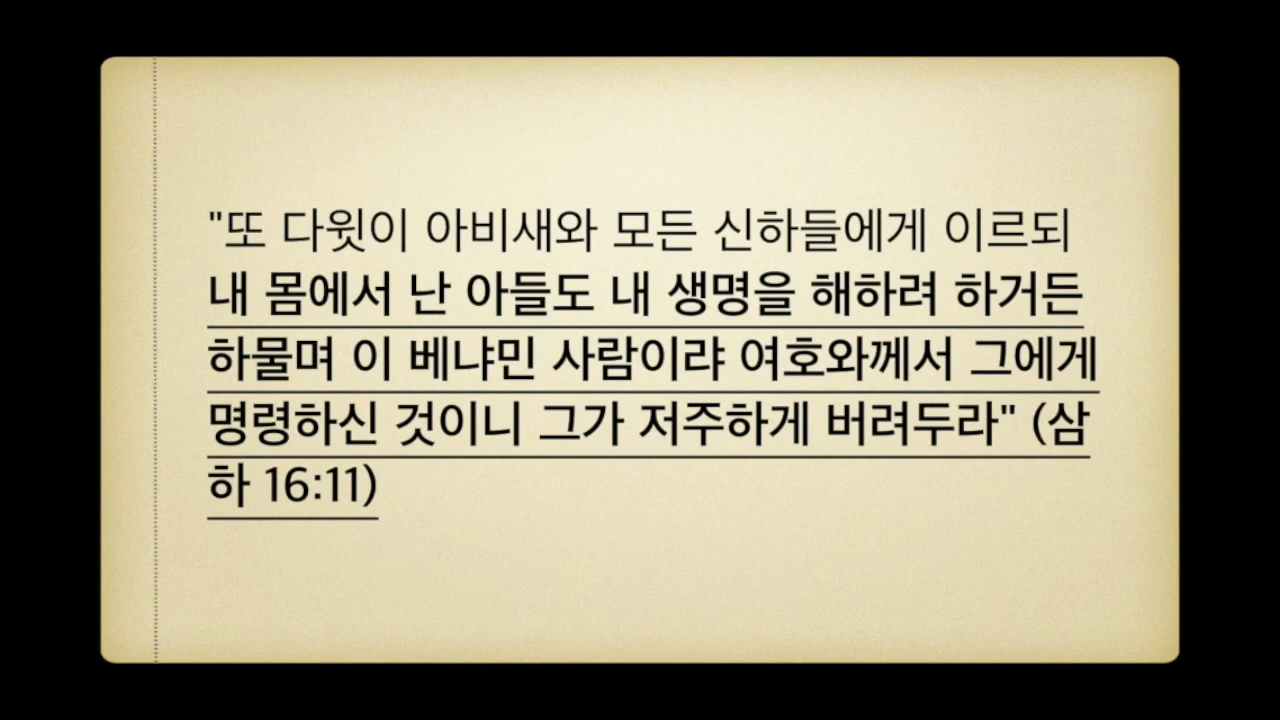 "또 다윗이 아비새와 모든 신하들에게 이르되
내 몸에서 난 아들도 내 생명을 해하려 하거든
하물며 이 베냐민 사람이랴 여호와께서 그에게
명령하신 것이니 그가 저주하게 버려두라" (삼
하 16:11)